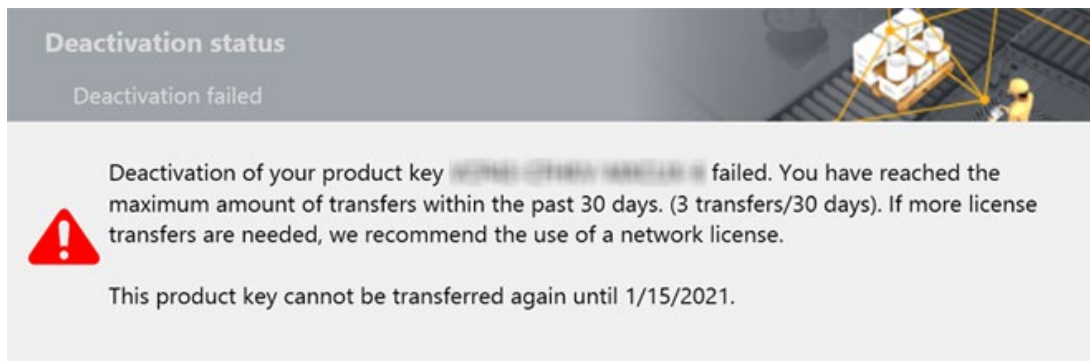 Deactivation status
Deactivation failed
Deactivation of your product key failed. You have reached the
maximum amount of transfers within the past 30 days. (3 transfers/30 days). If more license
transfers are needed, we recommend the use of a network license.
This product key cannot be transferred again until 1/15/2021.